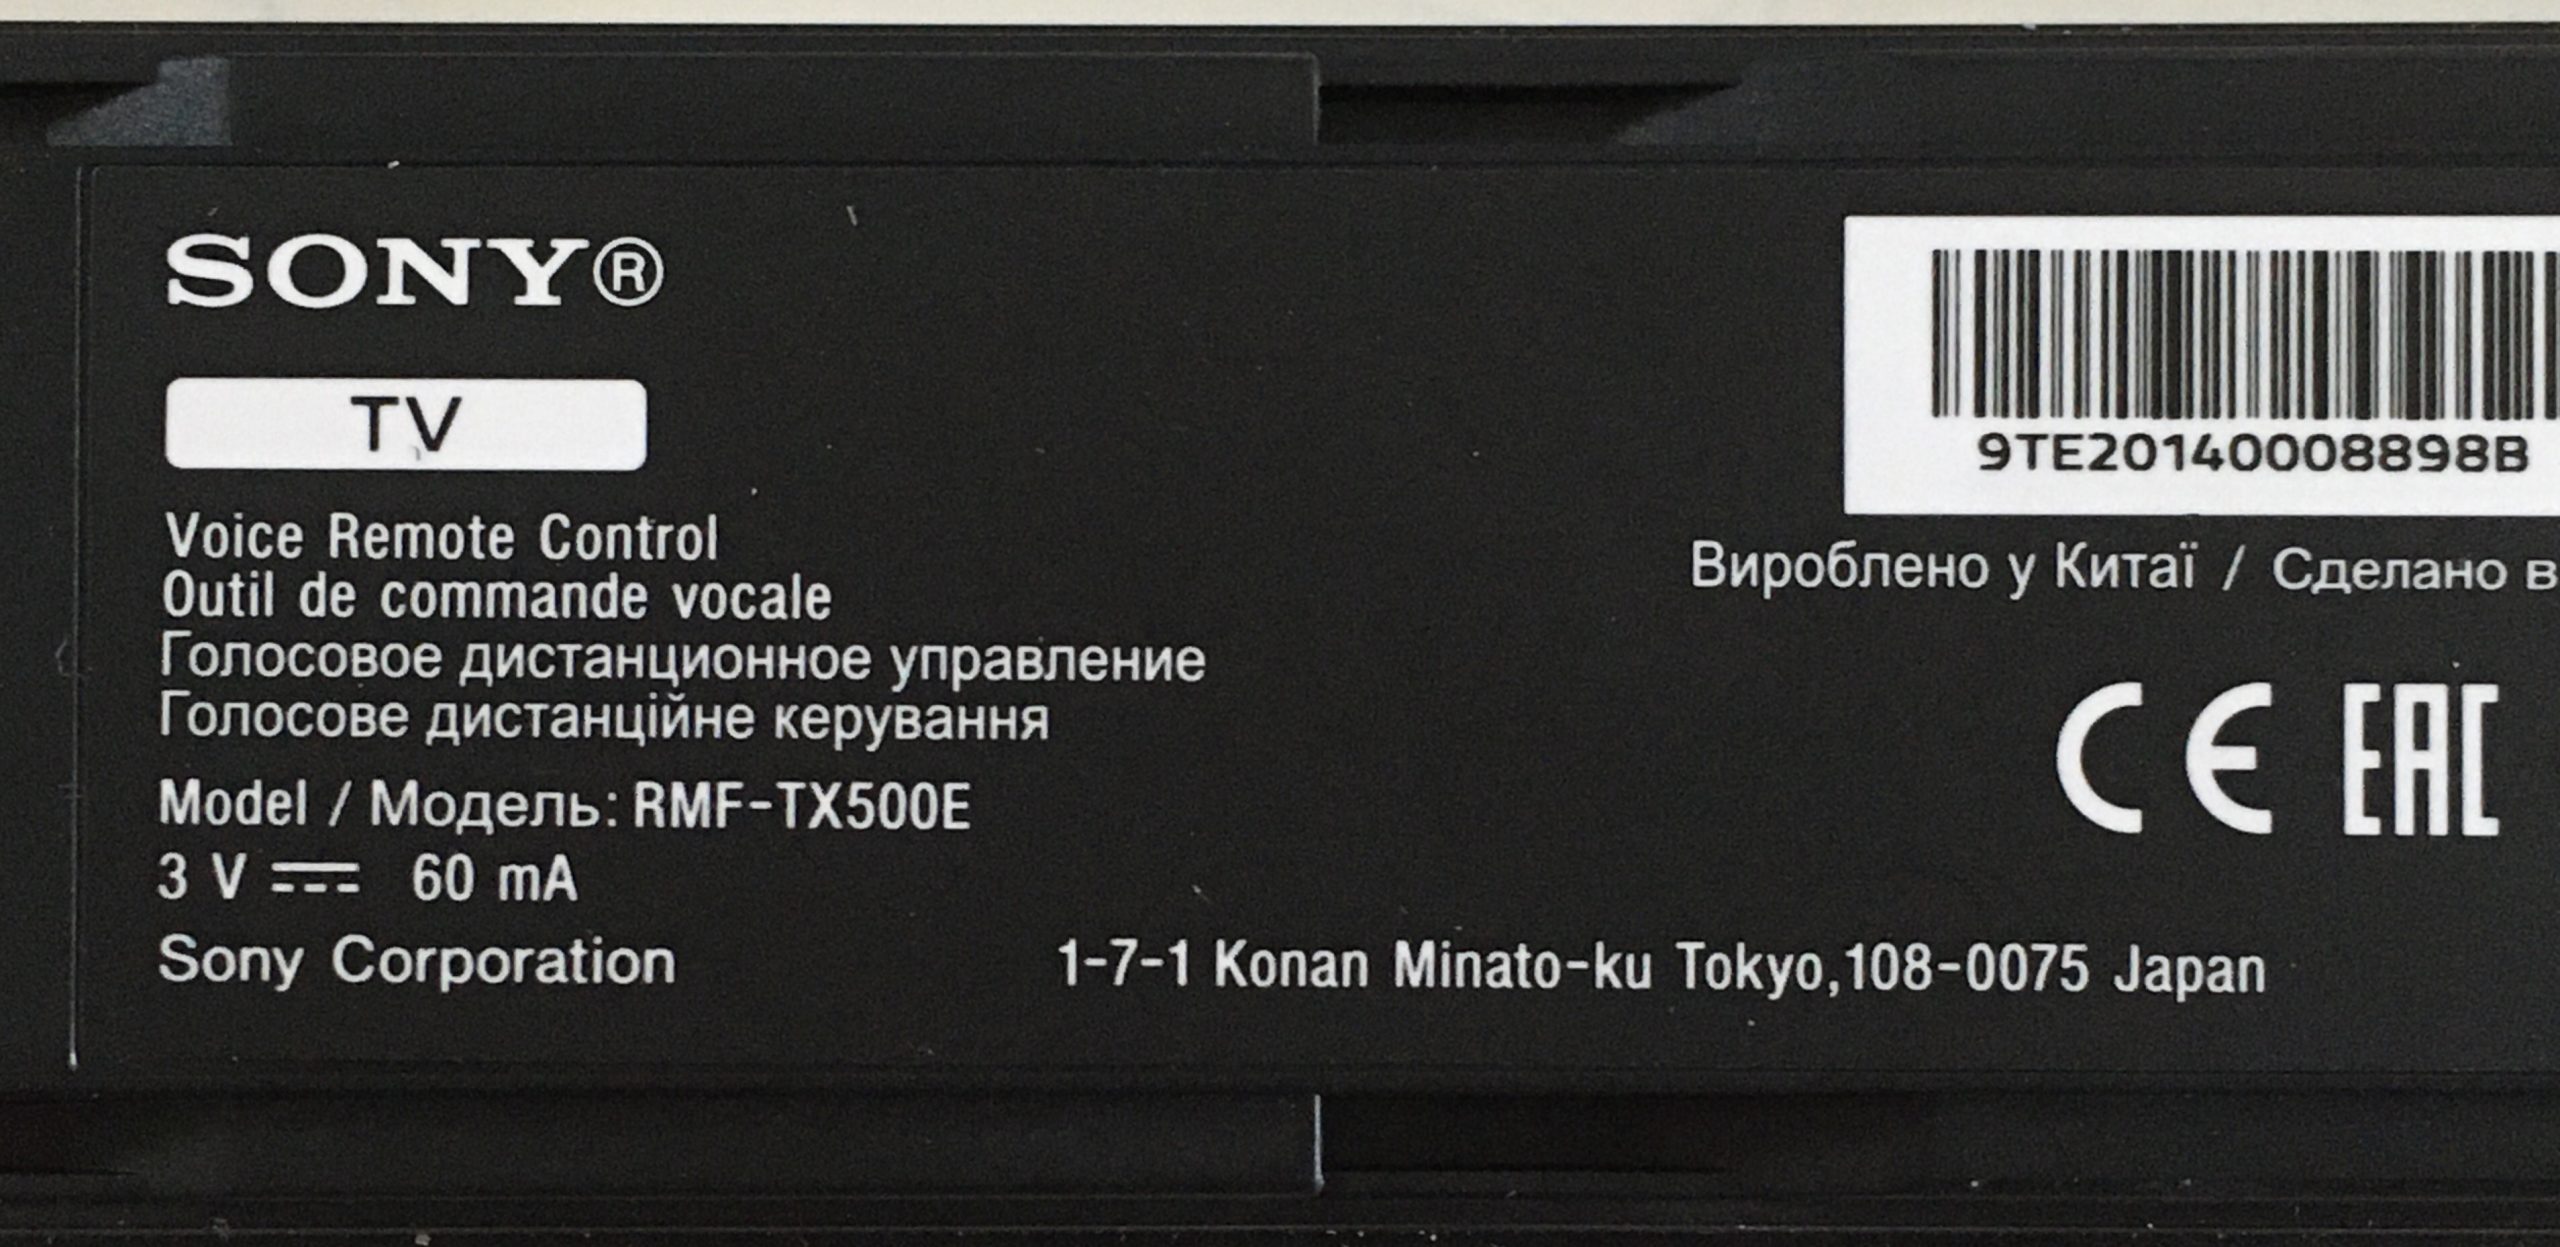 SONY®
TV
9TE20140008898B
Voice Remote Control
Outil de commande vocale
Вироблено у Китаї / Сделано в
Голосовое дистанционное управление
Голосове дистанційне керування
CE EAC
Model / Модель: RMF-TX500E
3 V ⎓ 60 mA
Sony Corporation 1-7-1 Konan Minato-ku Tokyo,108-0075 Japan